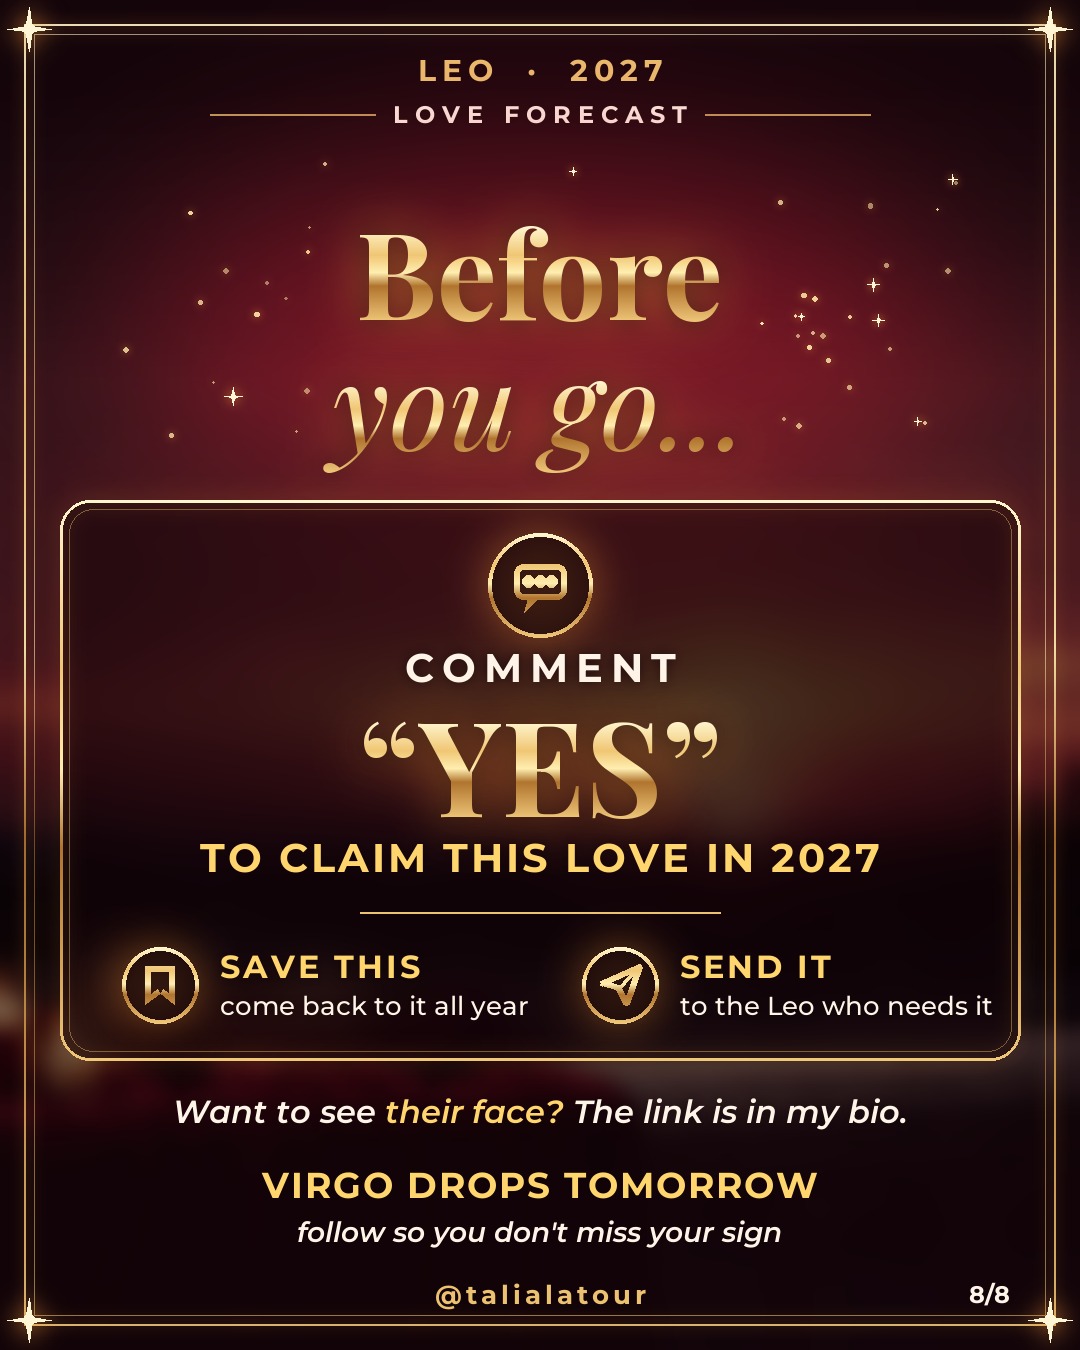 LEO · 2027
LOVE FORECAST
Before
you go...
COMMENT
“YES”
TO CLAIM THIS LOVE IN 2027
SAVE THIS
come back to it all year
SEND IT
to the Leo who needs it
Want to see their face? The link is in my bio.
VIRGO DROPS TOMORROW
follow so you don't miss your sign
@talialatour
8/8